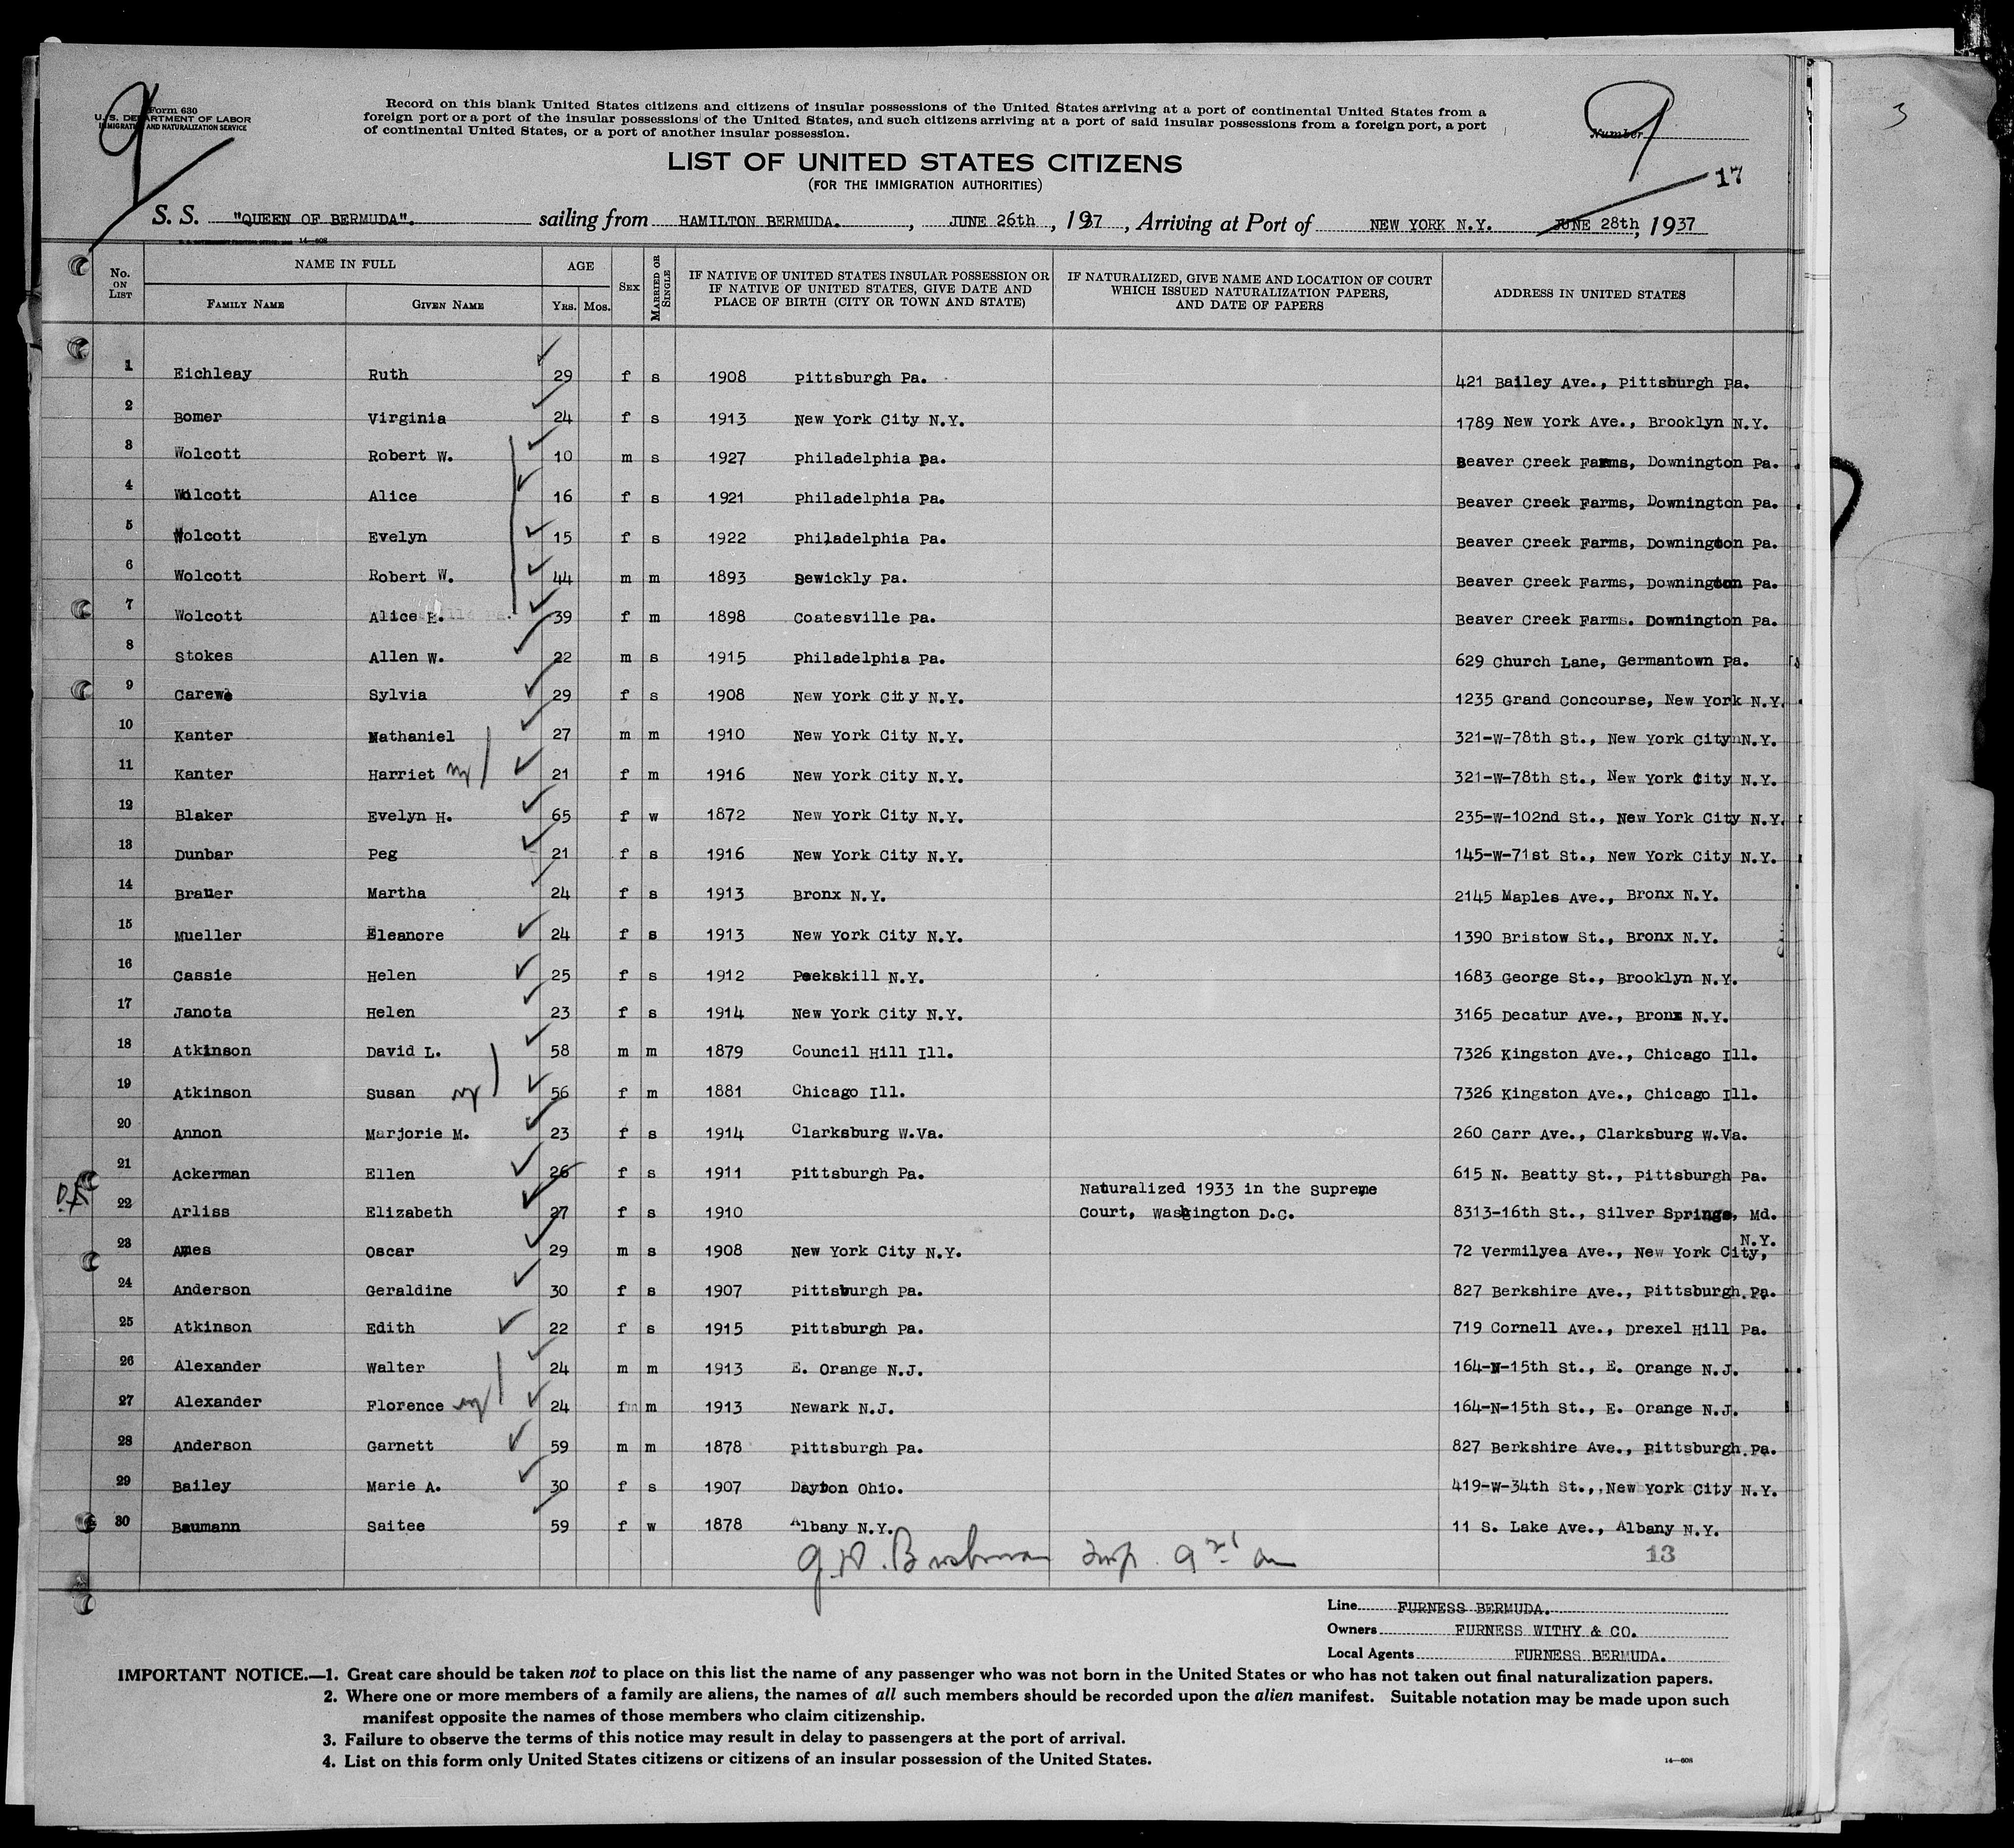 9
Form 630
U. S. DEPARTMENT OF LABOR
IMMIGRATION AND NATURALIZATION SERVICE
Record on this blank United States citizens and citizens of insular possessions of the United States arriving at a port of continental United States from a
foreign port or a port of the insular possessions of the United States, and such citizens arriving at a port of said insular possessions from a foreign port, a port
of continental United States, or a port of another insular possession.
Number
9
3
17
LIST OF UNITED STATES CITIZENS
(FOR THE IMMIGRATION AUTHORITIES)
S. S. "QUEEN OF BERMUDA". sailing from HAMILTON BERMUDA. , JUNE 26th , 1937 , Arriving at Port of NEW YORK N.Y. JUNE 28th, 1937
14—608
No. ON LIST NAME IN FULL AGE SEX MARRIED OR SINGLE IF NATIVE OF UNITED STATES INSULAR POSSESSION OR IF NATIVE OF UNITED STATES, GIVE DATE AND PLACE OF BIRTH (CITY OR TOWN AND STATE) IF NATURALIZED, GIVE NAME AND LOCATION OF COURT WHICH ISSUED NATURALIZATION PAPERS, AND DATE OF PAPERS ADDRESS IN UNITED STATES
FAMILY NAME GIVEN NAME YRS. MOS.
1 Eichleay Ruth 29 f s 1908 Pittsburgh Pa. 421 Bailey Ave., Pittsburgh Pa.
2 Bomer Virginia 24 f s 1913 New York City N.Y. 1789 New York Ave., Brooklyn N.Y.
3 Wolcott Robert W. 10 m s 1927 Philadelphia Pa. Beaver Creek Farms, Downington Pa.
4 Wolcott Alice 16 f s 1921 Philadelphia Pa. Beaver Creek Farms, Downington Pa.
5 Wolcott Evelyn 15 f s 1922 Philadelphia Pa. Beaver Creek Farms, Downington Pa.
6 Wolcott Robert W. 44 m m 1893 Sewickly Pa. Beaver Creek Farms, Downington Pa.
7 Wolcott Alice E. 39 f m 1898 Coatesville Pa. Beaver Creek Farms. Downington Pa.
8 Stokes Allen W. 22 m s 1915 Philadelphia Pa. 629 Church Lane, Germantown Pa.
9 Carewe Sylvia 29 f s 1908 New York City N.Y. 1235 Grand Concourse, New York N.Y.
10 Kanter Nathaniel 27 m m 1910 New York City N.Y. 321-W-78th St., New York City N.Y.
11 Kanter Harriet 21 f m 1916 New York City N.Y. 321-W-78th St., New York City N.Y.
12 Blaker Evelyn H. 65 f w 1872 New York City N.Y. 235-W-102nd St., New York City N.Y.
13 Dunbar Peg 21 f s 1916 New York City N.Y. 145-W-71st St., New York City N.Y.
14 Brauer Martha 24 f s 1913 Bronx N.Y. 2145 Maples Ave., Bronx N.Y.
15 Mueller Eleanore 24 f s 1913 New York City N.Y. 1390 Bristow St., Bronx N.Y.
16 Cassie Helen 25 f s 1912 Peekskill N.Y. 1683 George St., Brooklyn N.Y.
17 Janota Helen 23 f s 1914 New York City N.Y. 3165 Decatur Ave., Bronx N.Y.
18 Atkinson David L. 58 m m 1879 Council Hill Ill. 7326 Kingston Ave., Chicago Ill.
19 Atkinson Susan 56 f m 1881 Chicago Ill. 7326 Kingston Ave., Chicago Ill.
20 Annon Marjorie M. 23 f s 1914 Clarksburg W.Va. 260 Carr Ave., Clarksburg W.Va.
21 Ackerman Ellen 26 f s 1911 Pittsburgh Pa. 615 N. Beatty St., Pittsburgh Pa.
Naturalized 1933 in the Supreme
22 Arliss Elizabeth 27 f s 1910 Court, Washington D.C. 8313-16th St., Silver Springs, Md.
N.Y.
23 Ames Oscar 29 m s 1908 New York City N.Y. 72 Vermilyea Ave., New York City,
24 Anderson Geraldine 30 f s 1907 Pittsburgh Pa. 827 Berkshire Ave., Pittsburgh Pa.
25 Atkinson Edith 22 f s 1915 Pittsburgh Pa. 719 Cornell Ave., Drexel Hill Pa.
26 Alexander Walter 24 m m 1913 E. Orange N.J. 164-N-15th St., E. Orange N.J.
27 Alexander Florence 24 f m 1913 Newark N.J. 164-N-15th St., E. Orange N.J.
28 Anderson Garnett 59 m m 1878 Pittsburgh Pa. 827 Berkshire Ave., Pittsburgh Pa.
29 Bailey Marie A. 30 f s 1907 Dayton Ohio. 419-W-34th St., New York City N.Y.
30 Baumann Saitee 59 f w 1878 Albany N.Y. 11 S. Lake Ave., Albany N.Y.
13
Line FURNESS BERMUDA.
Owners FURNESS WITHY & CO.
Local Agents FURNESS BERMUDA.
IMPORTANT NOTICE.—1. Great care should be taken not to place on this list the name of any passenger who was not born in the United States or who has not taken out final naturalization papers.
2. Where one or more members of a family are aliens, the names of all such members should be recorded upon the alien manifest. Suitable notation may be made upon such
manifest opposite the names of those members who claim citizenship.
3. Failure to observe the terms of this notice may result in delay to passengers at the port of arrival.
4. List on this form only United States citizens or citizens of an insular possession of the United States.
14—608